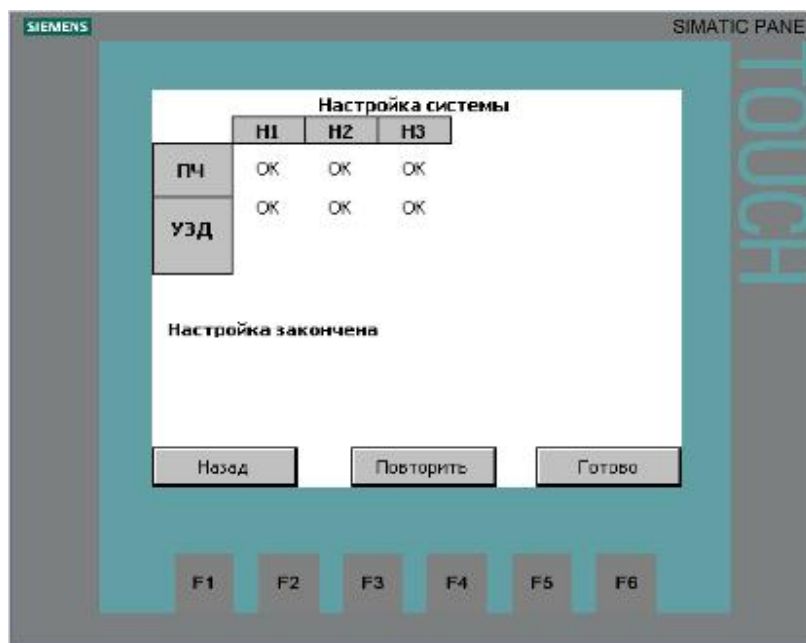 SIEMENS
SIMATIC PANE
TOUCH
Настройка системы
Н1 Н2 Н3
ПЧ ОК ОК ОК
УЗД ОК ОК ОК
Настройка закончена
Назад Повторить Готово
F1 F2 F3 F4 F5 F6